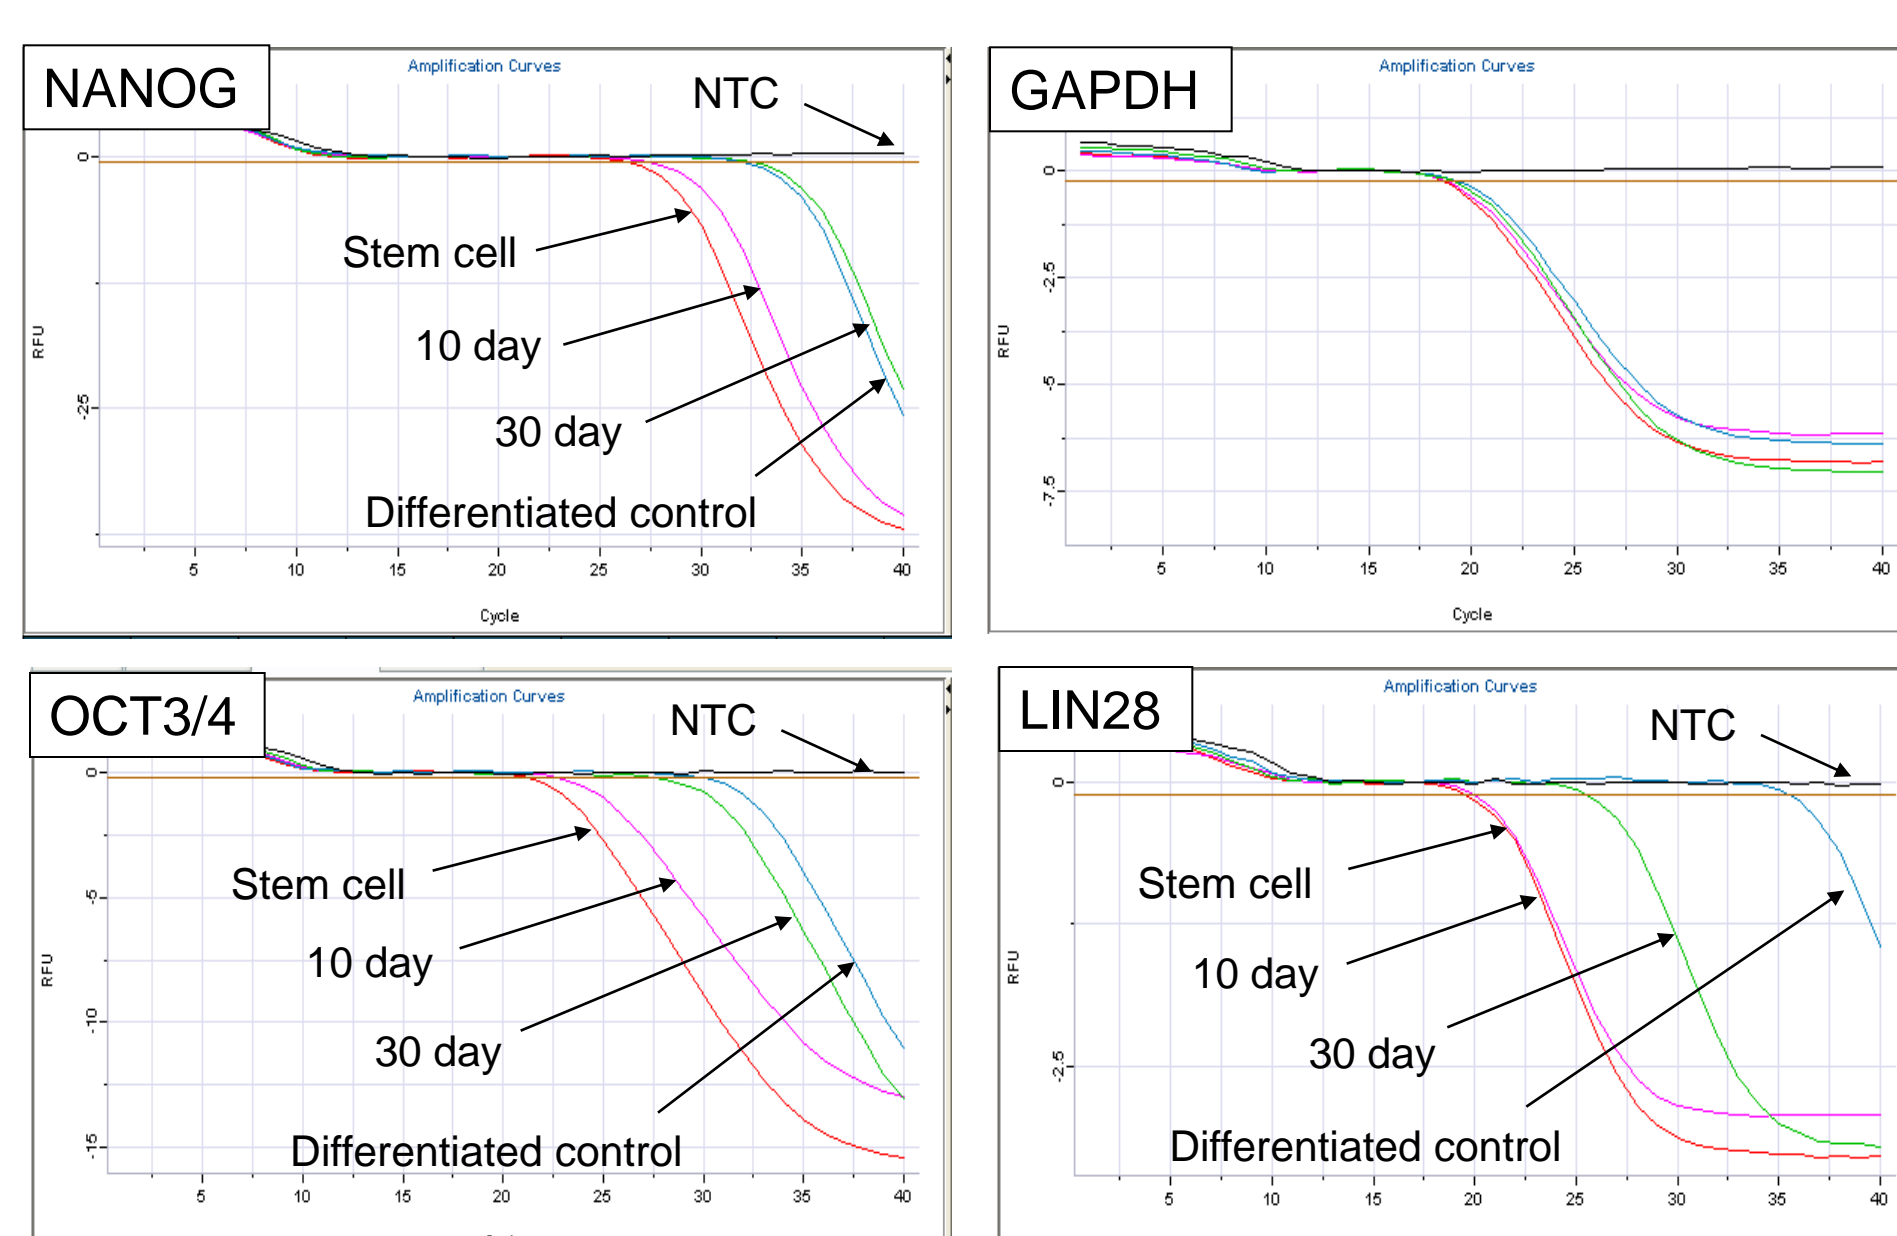 NANOG
Amplification Curves
NTC
0
Stem cell
10 day
RFU
-25
30 day
Differentiated control
5 10 15 20 25 30 35 40
Cycle
GAPDH
Amplification Curves
0
-2.5
RFU
-5
-7.5
5 10 15 20 25 30 35 40
Cycle
OCT3/4
Amplification Curves
NTC
0
Stem cell
-5
10 day
RFU
-10
30 day
Differentiated control
-15
5 10 15 20 25 30 35 40
LIN28
Amplification Curves
NTC
0
Stem cell
10 day
RFU
30 day
-2.5
Differentiated control
5 10 15 20 25 30 35 40